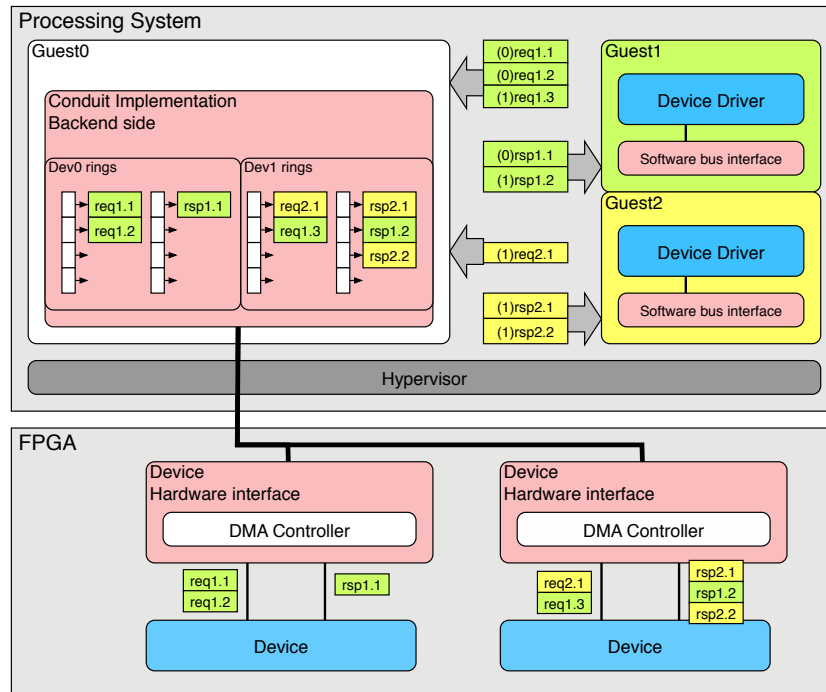 Processing System
Guest0
Conduit Implementation
Backend side
Dev0 rings
req1.1
req1.2
rsp1.1
Dev1 rings
req2.1
req1.3
rsp2.1
rsp1.2
rsp2.2
(0)req1.1
(0)req1.2
(1)req1.3
(0)rsp1.1
(1)rsp1.2
(1)req2.1
(1)rsp2.1
(1)rsp2.2
Guest1
Device Driver
Software bus interface
Guest2
Device Driver
Software bus interface
Hypervisor
FPGA
Device
Hardware interface
DMA Controller
req1.1
req1.2
rsp1.1
Device
Device
Hardware interface
DMA Controller
req2.1
req1.3
rsp2.1
rsp1.2
rsp2.2
Device